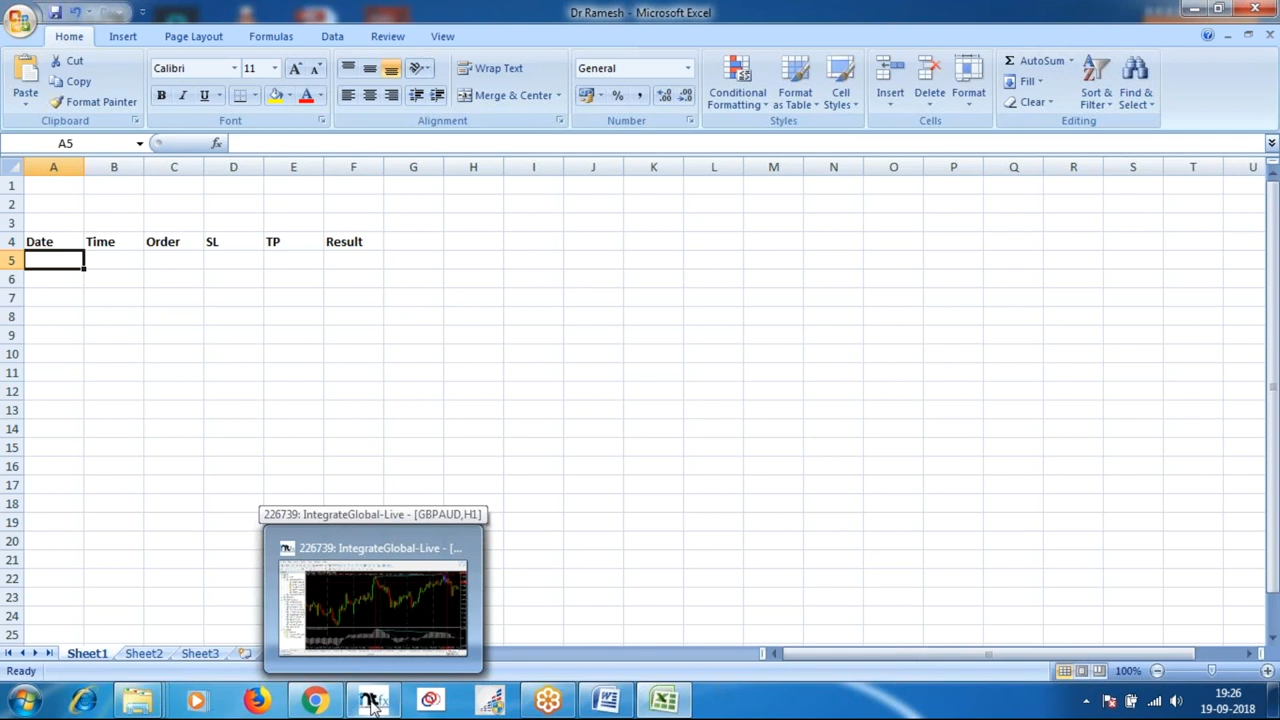 Dr Ramesh - Microsoft Excel
Home Insert Page Layout Formulas Data Review View
Paste Cut Copy Format Painter Clipboard
Calibri 11 B I U A Font
Wrap Text Merge & Center Alignment
General % , Number
Conditional Formatting Format as Table Cell Styles Styles
Insert Delete Format Cells
Σ AutoSum Fill Clear Sort & Filter Find & Select Editing
A5 fx
A B C D E F G H I J K L M N O P Q R S T U
1
2
3
4 Date Time Order SL TP Result
5
6
7
8
9
10
11
12
13
14
15
16
17
18
19
20
21
22
23
24
25
226739: IntegrateGlobal-Live - [GBPAUD,H1]
226739: IntegrateGlobal-Live - [...
Sheet1 Sheet2 Sheet3
Ready 100%
19:26
19-09-2018